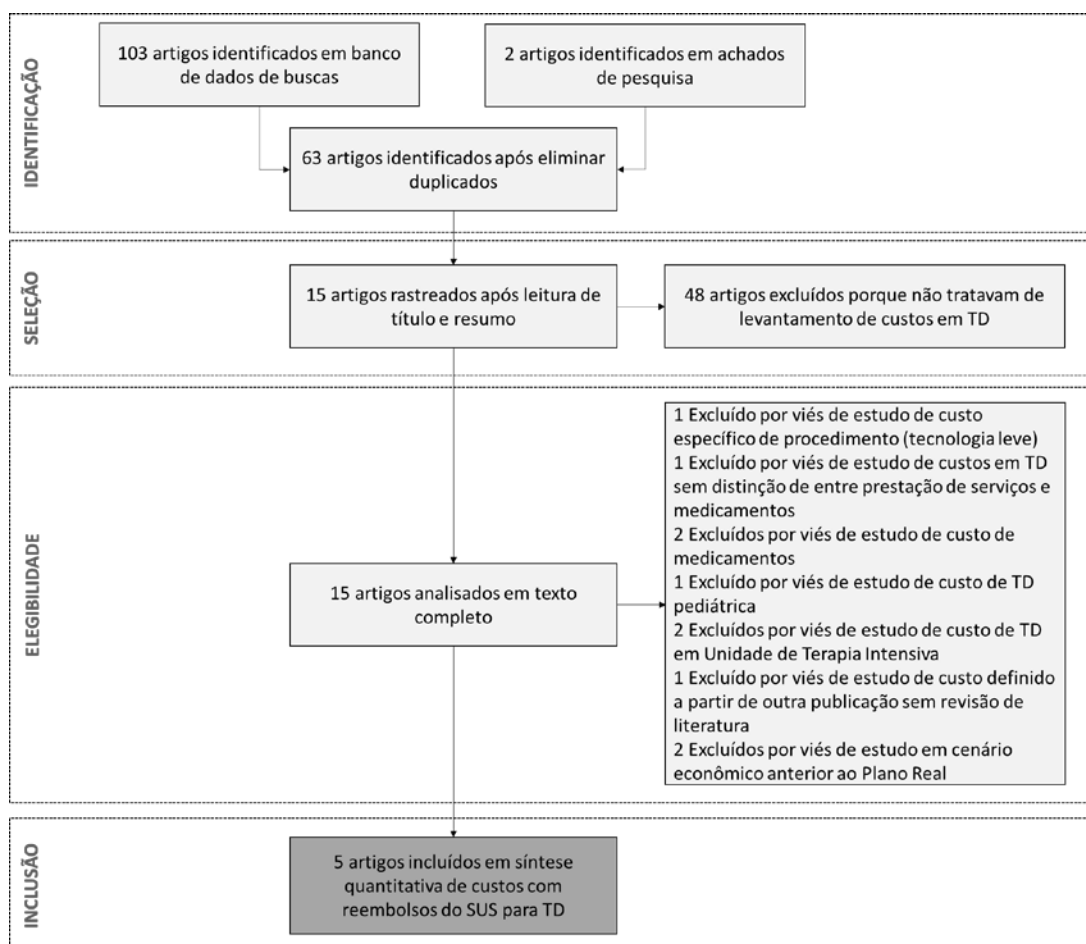 IDENTIFICAÇÃO
103 artigos identificados em banco
de dados de buscas
2 artigos identificados em achados
de pesquisa
63 artigos identificados após eliminar
duplicados
SELEÇÃO
15 artigos rastreados após leitura de
título e resumo
48 artigos excluídos porque não tratavam de
levantamento de custos em TD
ELEGIBILIDADE
15 artigos analisados em texto
completo
1 Excluído por viés de estudo de custo
específico de procedimento (tecnologia leve)
1 Excluído por viés de estudo de custos em TD
sem distinção de entre prestação de serviços e
medicamentos
2 Excluídos por viés de estudo de custo de
medicamentos
1 Excluído por viés de estudo de custo de TD
pediátrica
2 Excluídos por viés de estudo de custo de TD
em Unidade de Terapia Intensiva
1 Excluído por viés de estudo de custo definido
a partir de outra publicação sem revisão de
literatura
2 Excluídos por viés de estudo em cenário
econômico anterior ao Plano Real
INCLUSÃO
5 artigos incluídos em síntese
quantitativa de custos com
reembolsos do SUS para TD